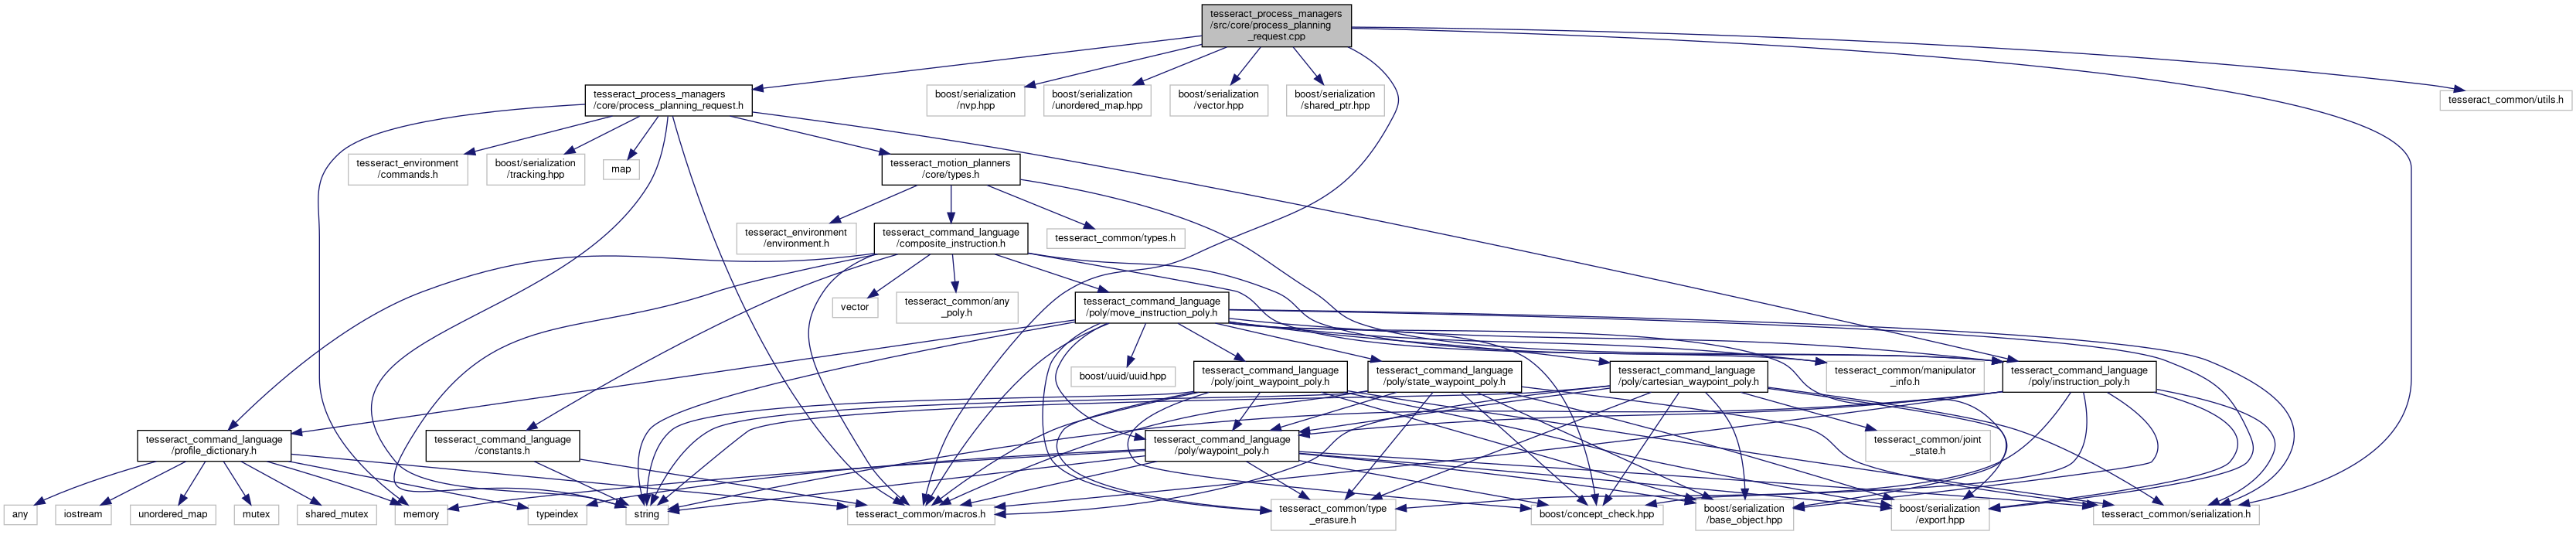 tesseract_process_managers
/src/core/process_planning
_request.cpp
tesseract_process_managers
/core/process_planning_request.h
boost/serialization
/nvp.hpp
boost/serialization
/unordered_map.hpp
boost/serialization
/vector.hpp
boost/serialization
/shared_ptr.hpp
tesseract_common/utils.h
tesseract_environment
/commands.h
boost/serialization
/tracking.hpp
map
tesseract_motion_planners
/core/types.h
tesseract_environment
/environment.h
tesseract_command_language
/composite_instruction.h
tesseract_common/types.h
vector
tesseract_common/any
_poly.h
tesseract_command_language
/poly/move_instruction_poly.h
boost/uuid/uuid.hpp
tesseract_command_language
/poly/joint_waypoint_poly.h
tesseract_command_language
/poly/state_waypoint_poly.h
tesseract_command_language
/poly/cartesian_waypoint_poly.h
tesseract_common/manipulator
_info.h
tesseract_command_language
/poly/instruction_poly.h
tesseract_command_language
/profile_dictionary.h
tesseract_command_language
/constants.h
tesseract_command_language
/poly/waypoint_poly.h
tesseract_common/joint
_state.h
any
iostream
unordered_map
mutex
shared_mutex
memory
typeindex
string
tesseract_common/macros.h
tesseract_common/type
_erasure.h
boost/concept_check.hpp
boost/serialization
/base_object.hpp
boost/serialization
/export.hpp
tesseract_common/serialization.h